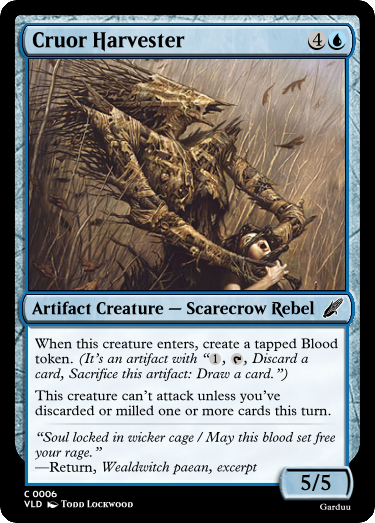 Cruor Harvester 4
Artifact Creature — Scarecrow Rebel
When this creature enters, create a tapped Blood
token. (It's an artifact with “1, T, Discard a
card, Sacrifice this artifact: Draw a card.”)
This creature can't attack unless you've
discarded or milled one or more cards this turn.
“Soul locked in wicker cage / May this blood set free
your rage.”
—Return, Wealdwitch paean, excerpt
5/5
C 0006
VLD Todd Lockwood
Garduu